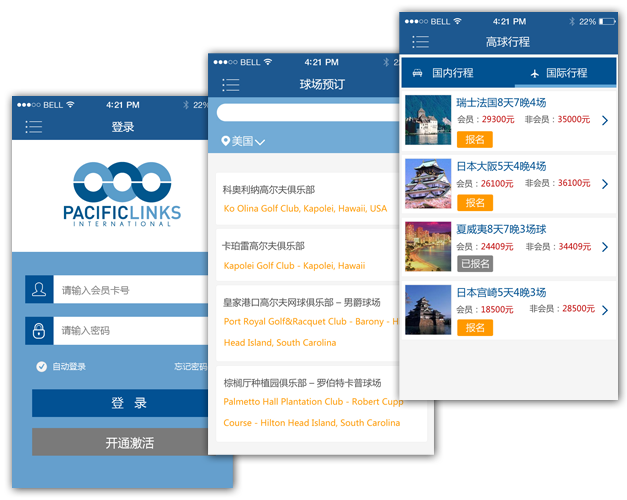 BELL 4:21 PM 22%
登录
PACIFICLINKS
INTERNATIONAL
请输入会员卡号
请输入密码
自动登录 忘记密码
登 录
开通激活
BELL 4:21 PM 22
球场预订
美国
科奥利纳高尔夫俱乐部
Ko Olina Golf Club, Kapolei, Hawaii, USA
卡珀雷高尔夫俱乐部
Kapolei Golf Club - Kapolei, Hawaii
皇家港口高尔夫网球俱乐部 – 男爵球场
Port Royal Golf&Racquet Club - Barony - H
Head Island, South Carolina
棕榈厅种植园俱乐部 – 罗伯特卡普球场
Palmetto Hall Plantation Club - Robert Cupp
Course - Hilton Head Island, South Carolina
BELL 4:21 PM 22%
高球行程
国内行程 国际行程
瑞士法国8天7晚4场
会员：29300元 非会员：35000元
报名
日本大阪5天4晚4场
会员：26100元 非会员：36100元
报名
夏威夷8天7晚3场球
会员：24409元 非会员：34409元
已报名
日本宫崎5天4晚3场
会员：18500元 非会员：28500元
报名